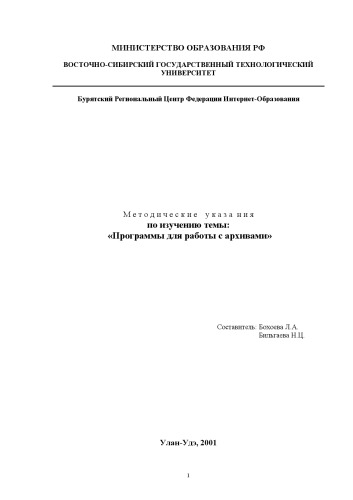 МИНИСТЕРСТВО ОБРАЗОВАНИЯ РФ
ВОСТОЧНО-СИБИРСКИЙ ГОСУДАРСТВЕННЫЙ ТЕХНОЛОГИЧЕСКИЙ
УНИВЕРСИТЕТ
Бурятский Региональный Центр Федерации Интернет-Образования
Методические указания
по изучению темы:
«Программы для работы с архивами»
Составитель: Бохоева Л.А.
Бильгаева Н.Ц.
Улан-Удэ, 2001
1